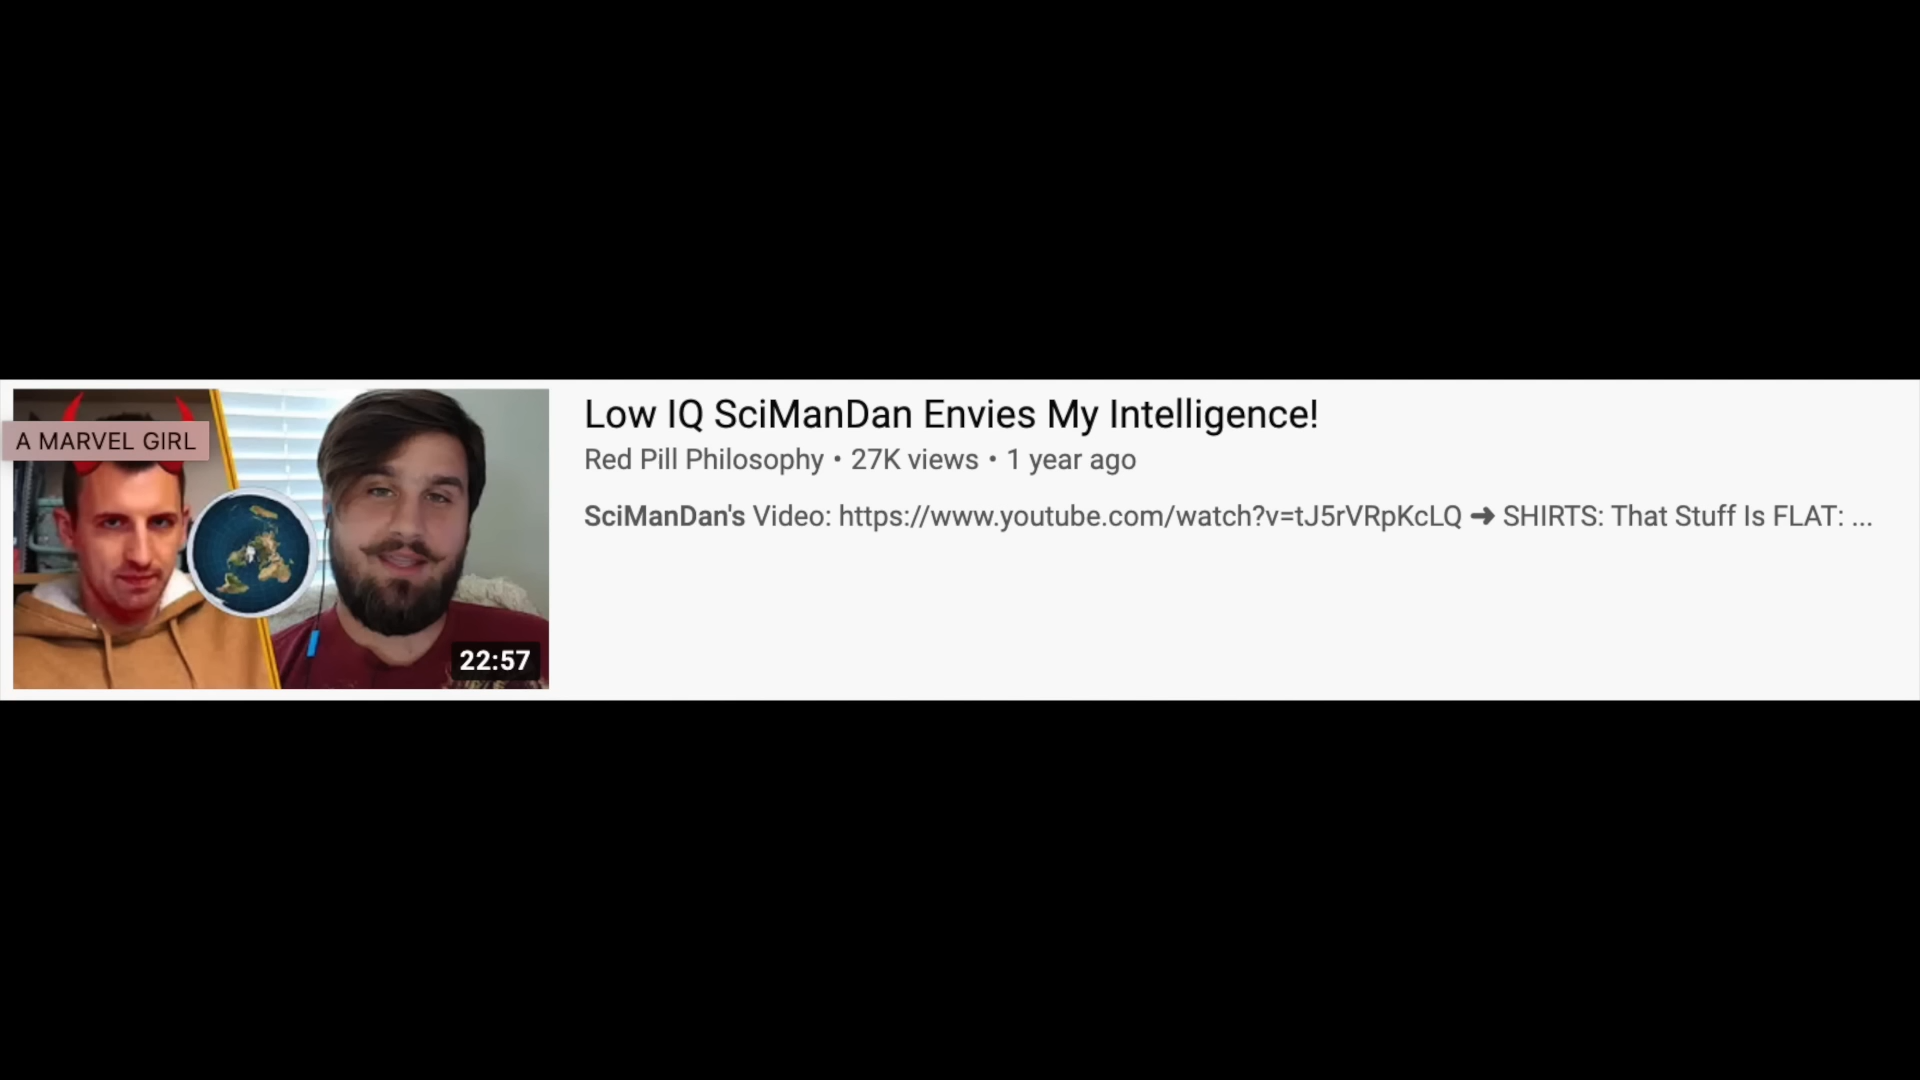 A MARVEL GIRL
22:57
Low IQ SciManDan Envies My Intelligence!
Red Pill Philosophy • 27K views • 1 year ago
SciManDan's Video: https://www.youtube.com/watch?v=tJ5rVRpKcLQ ➜ SHIRTS: That Stuff Is FLAT: ...